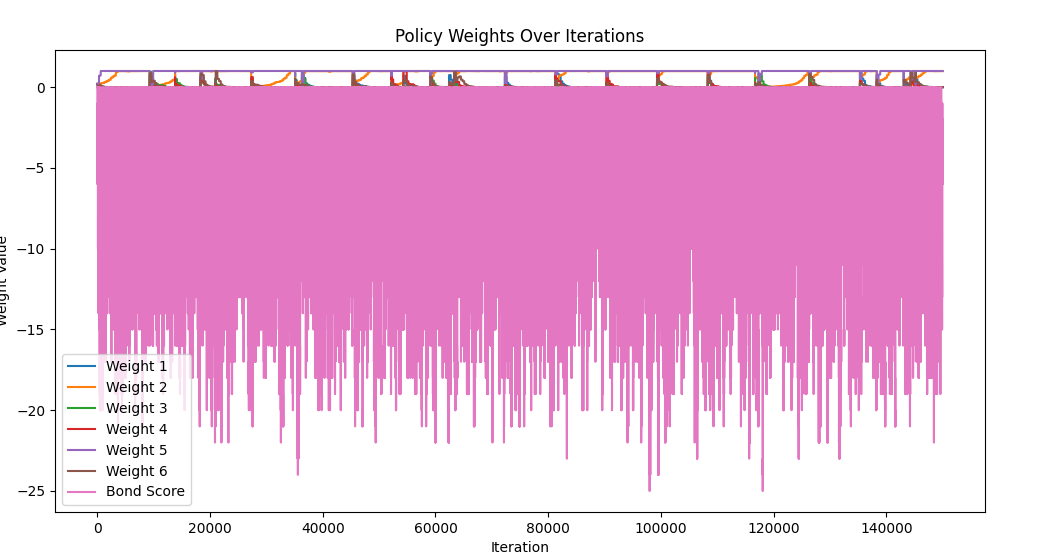 Policy Weights Over Iterations
Weight Value
0
−5
−10
−15
−20
−25
Weight 1
Weight 2
Weight 3
Weight 4
Weight 5
Weight 6
Bond Score
0
20000
40000
60000
80000
100000
120000
140000
Iteration